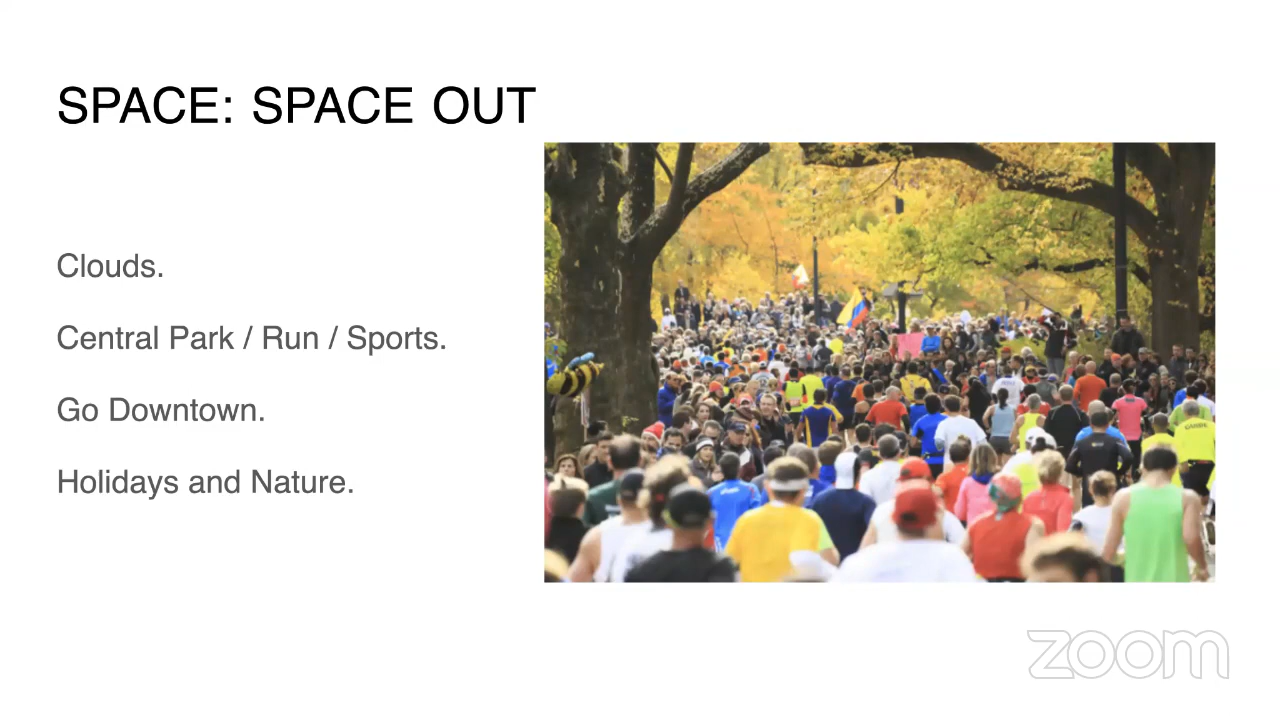 SPACE: SPACE OUT
Clouds.
Central Park / Run / Sports.
Go Downtown.
Holidays and Nature.
zoom